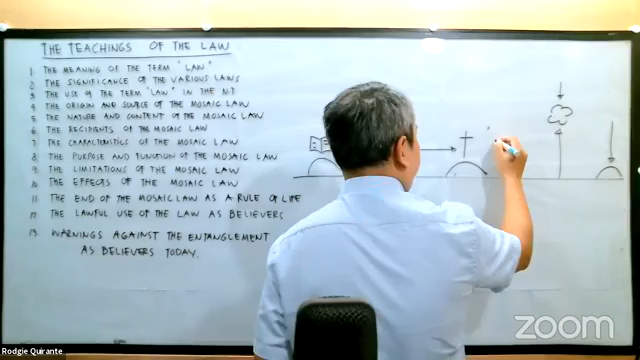 THE TEACHINGS OF THE LAW
1. THE MEANING OF THE TERM "LAW"
2. THE SIGNIFICANCE OF THE VARIOUS LAWS
3. THE USE OF THE TERM "LAW" IN THE N.T
4. THE ORIGIN AND SOURCE OF THE MOSAIC LAW
5. THE NATURE AND CONTENT OF THE MOSAIC LAW
6. THE RECIPIENTS OF THE MOSAIC LAW
7. THE CHARACTERISTICS OF THE MOSAIC LAW
8. THE PURPOSE AND FUNCTION OF THE MOSAIC LAW
9. THE LIMITATIONS OF THE MOSAIC LAW
10. THE EFFECTS OF THE MOSAIC LAW
11. THE END OF THE MOSAIC LAW AS A RULE OF LIFE
12. THE LAWFUL USE OF THE LAW AS BELIEVERS
13. WARNINGS AGAINST THE ENTANGLEMENT
AS BELIEVERS TODAY.
Rodgie Quirante
zoom